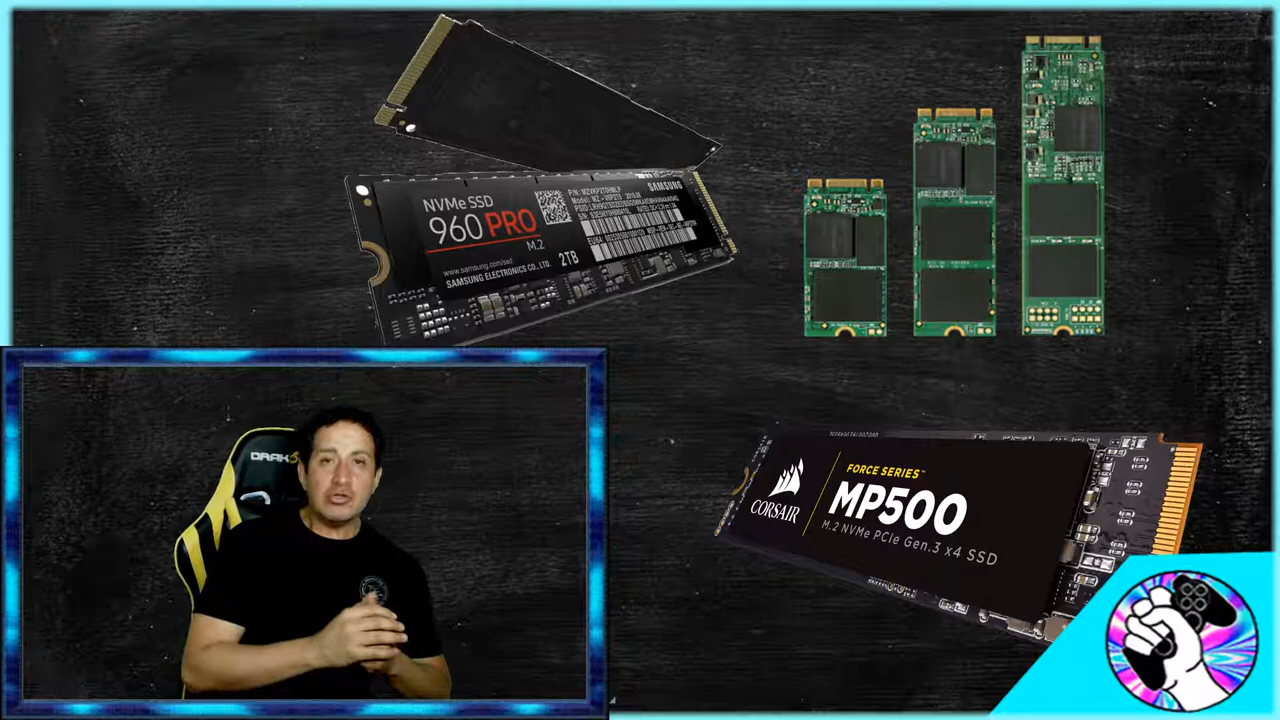 NVMe SSD
960 PRO
M.2
www.samsung.com/ssd
SAMSUNG ELECTRONICS CO., LTD.
2TB
SAMSUNG
DRAK
CORSAIR
FORCE SERIES™
MP500
M.2 NVMe PCIe Gen.3 x4 SSD